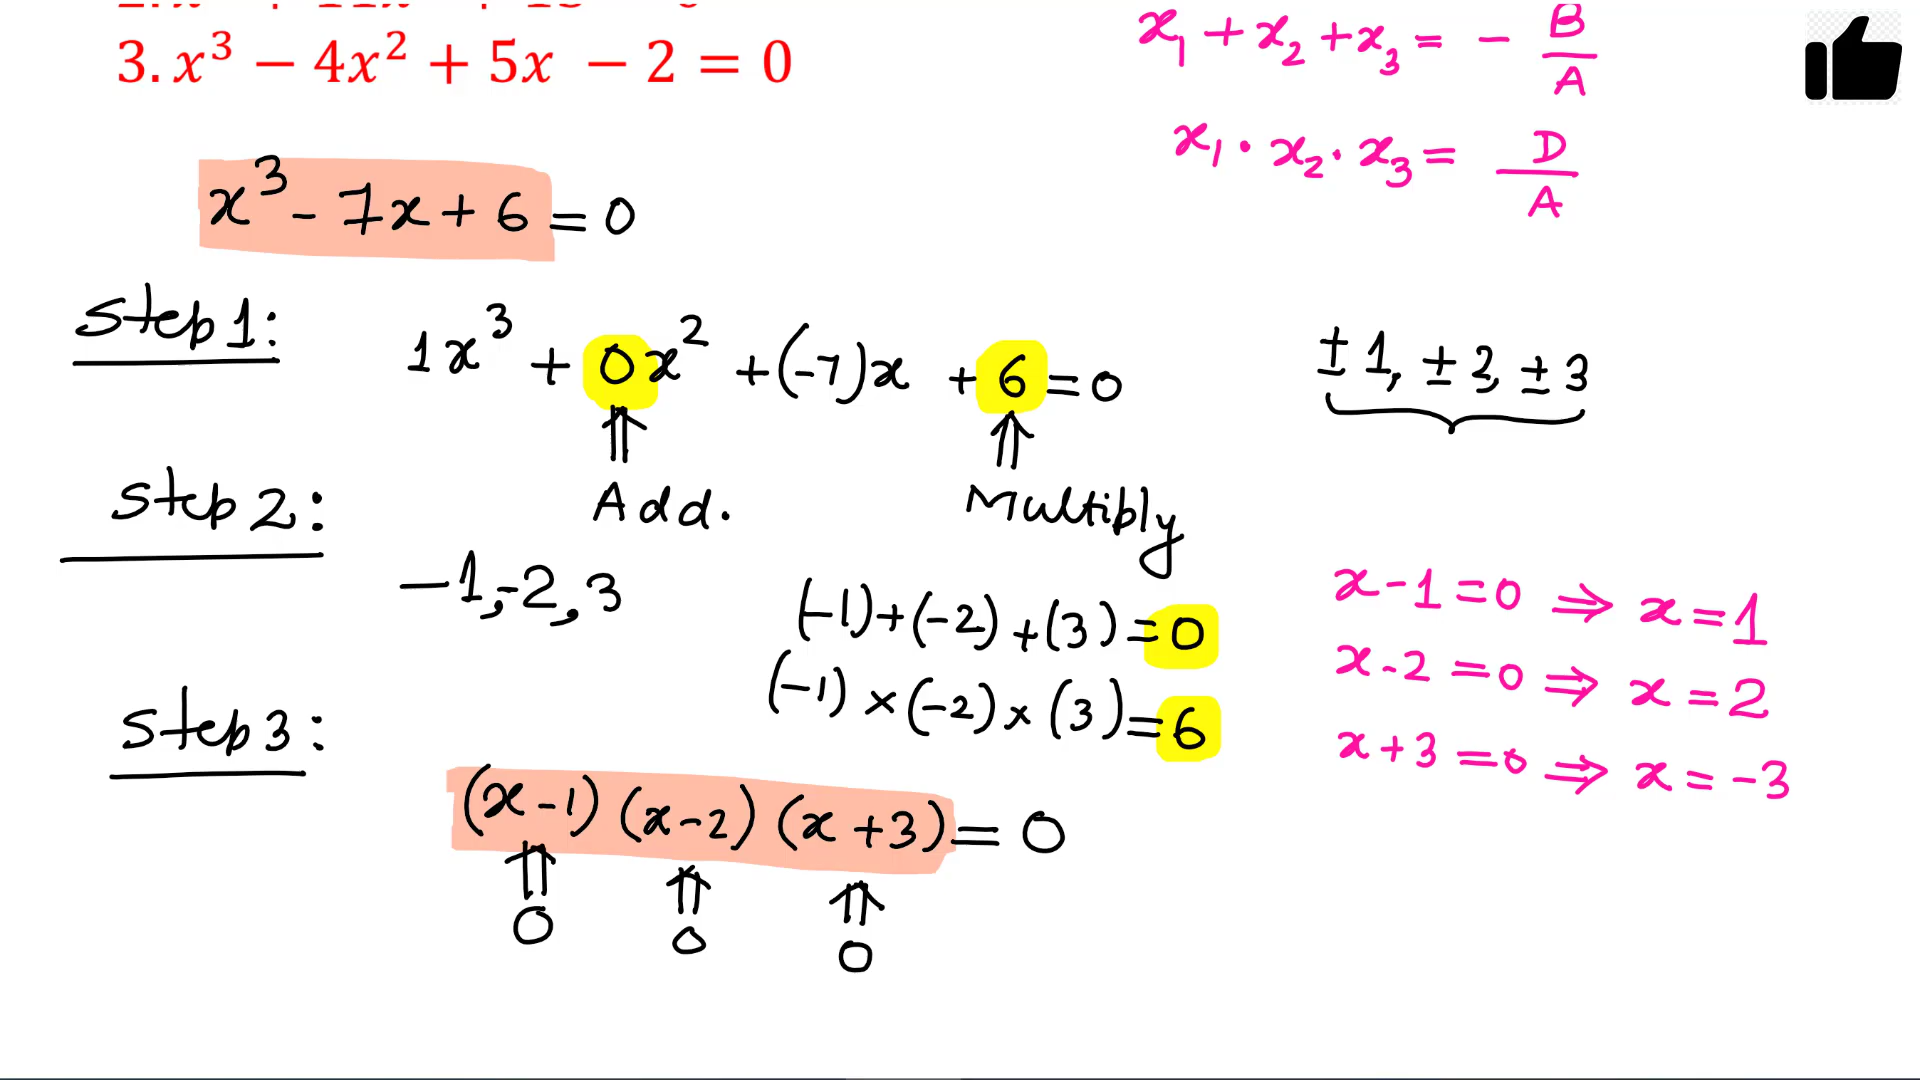 3. x³ − 4x² + 5x − 2 = 0
x₁ + x₂ + x₃ = - B/A
x₁ · x₂ · x₃ = D/A
x³ - 7x + 6 = 0
Step 1:
1x³ + 0x² + (-7)x + 6 = 0
± 1, ± 2, ± 3
Add.
Multiply
Step 2:
-1, -2, 3
(-1) + (-2) + (3) = 0
(-1) × (-2) × (3) = 6
x - 1 = 0 ⇒ x = 1
x - 2 = 0 ⇒ x = 2
x + 3 = 0 ⇒ x = -3
Step 3:
(x - 1) (x - 2) (x + 3) = 0
0 0 0